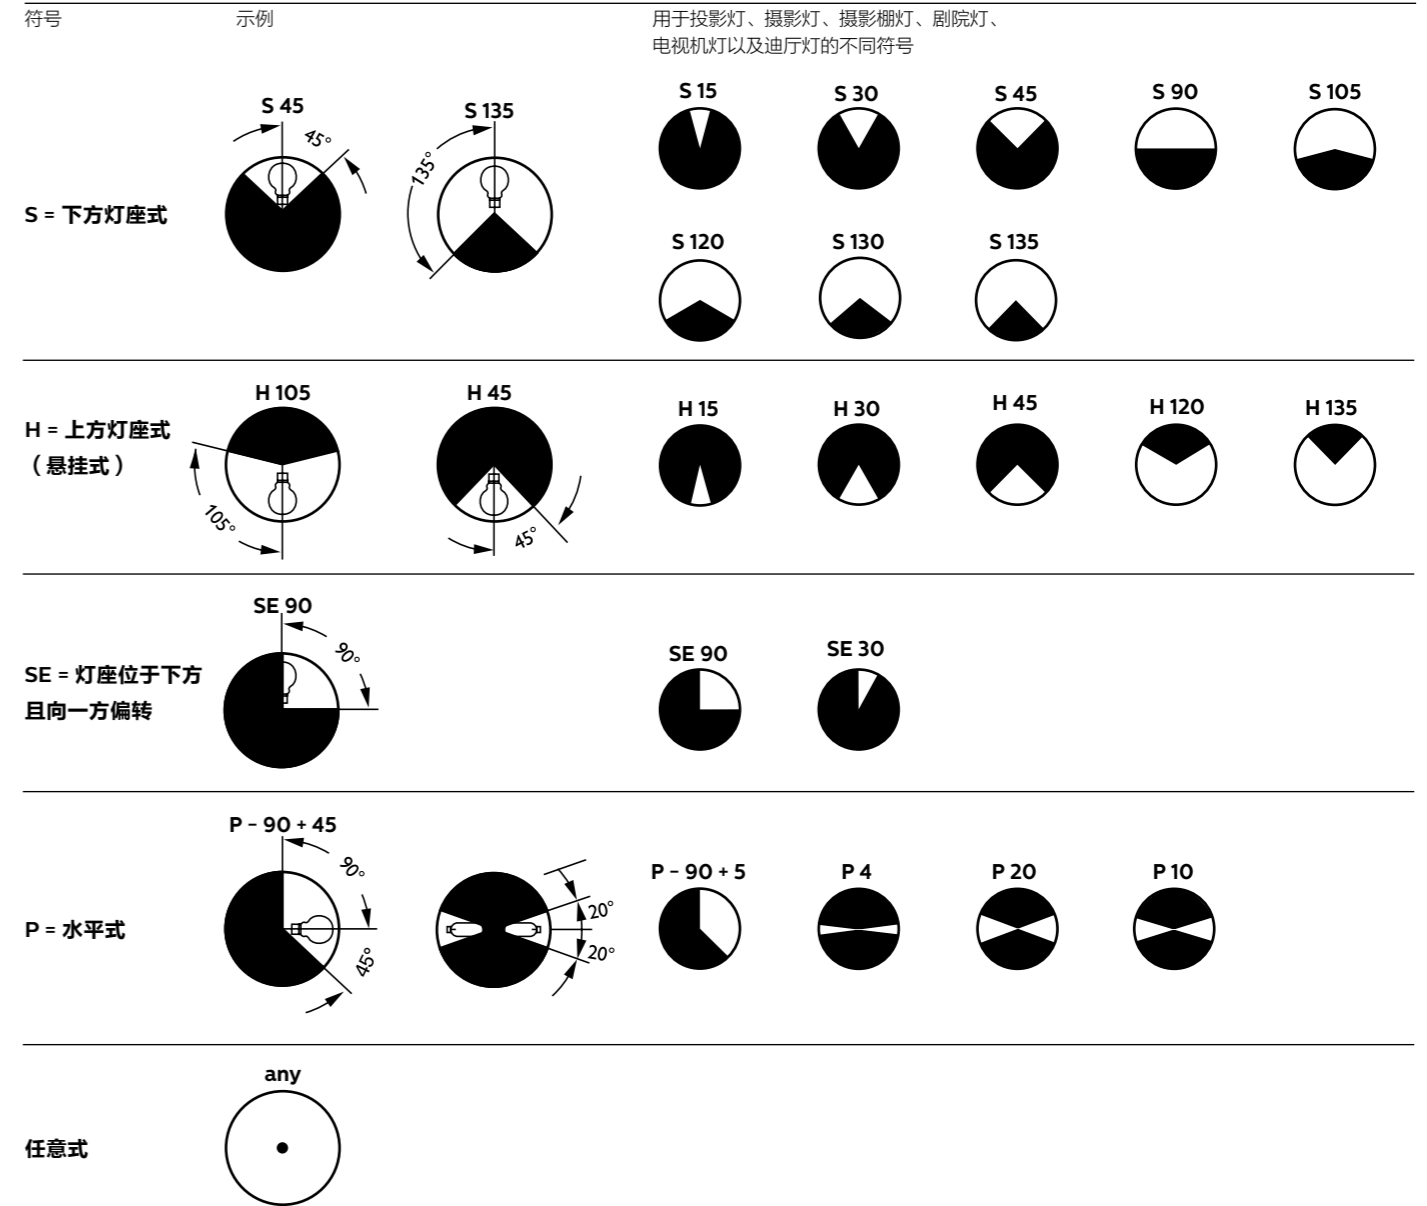 符号
示例
用于投影灯、摄影灯、摄影棚灯、剧院灯、
电视机灯以及迪厅灯的不同符号
S = 下方灯座式
S 45
45°
S 135
135°
S 15
S 30
S 45
S 90
S 105
S 120
S 130
S 135
H = 上方灯座式
（悬挂式）
H 105
105°
H 45
45°
H 15
H 30
H 45
H 120
H 135
SE = 灯座位于下方
且向一方偏转
SE 90
90°
SE 90
SE 30
P = 水平式
P - 90 + 45
90°
45°
20°
20°
P - 90 + 5
P 4
P 20
P 10
任意式
any